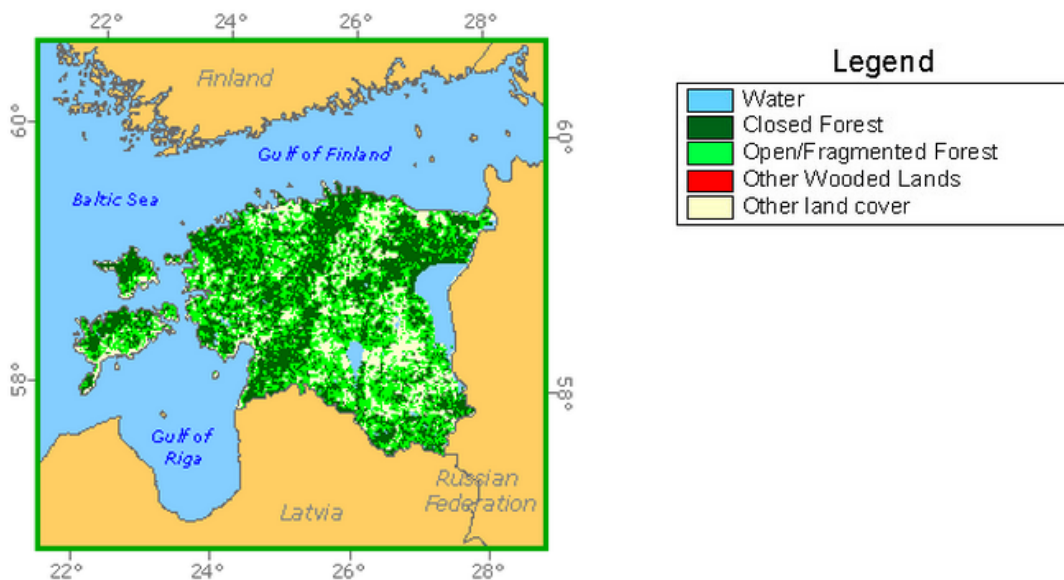 22°
24°
26°
28°
Finland
60°
60°
Gulf of Finland
Baltic Sea
58°
58°
Gulf of
Riga
Latvia
Russian
Federation
22°
24°
26°
28°
Legend
Water
Closed Forest
Open/Fragmented Forest
Other Wooded Lands
Other land cover